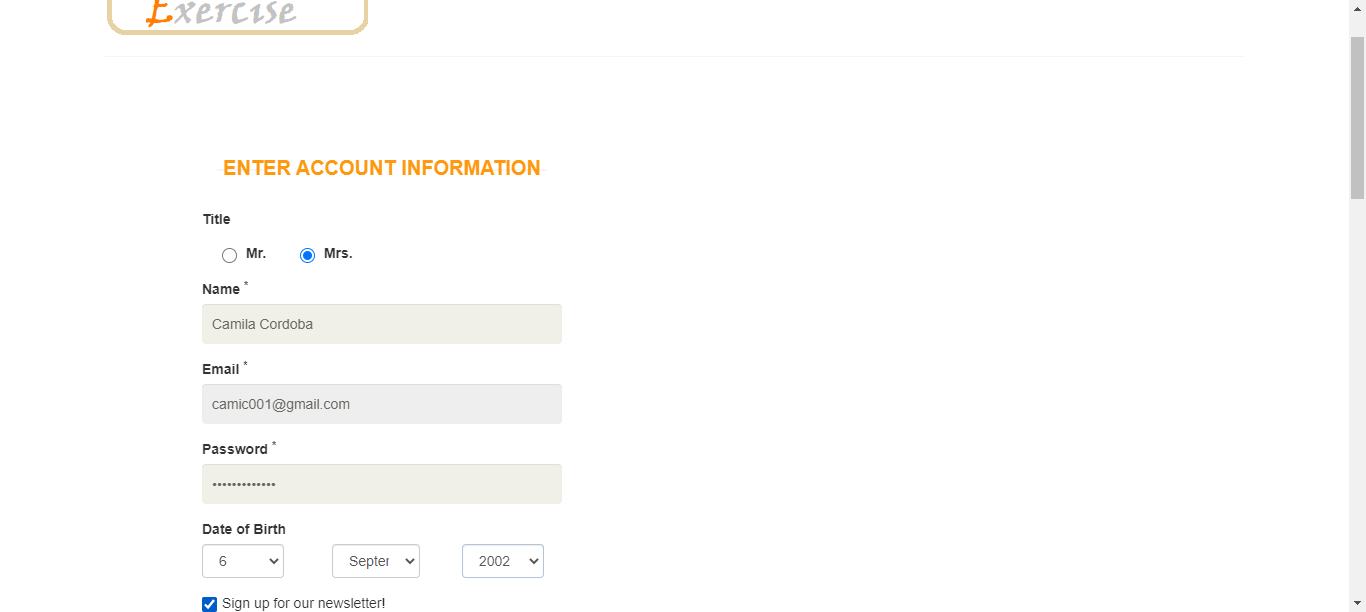 Exercise
ENTER ACCOUNT INFORMATION
Title
Mr. Mrs.
Name *
Camila Cordoba
Email *
camic001@gmail.com
Password *
•••••••••••••
Date of Birth
6 Septer 2002
Sign up for our newsletter!